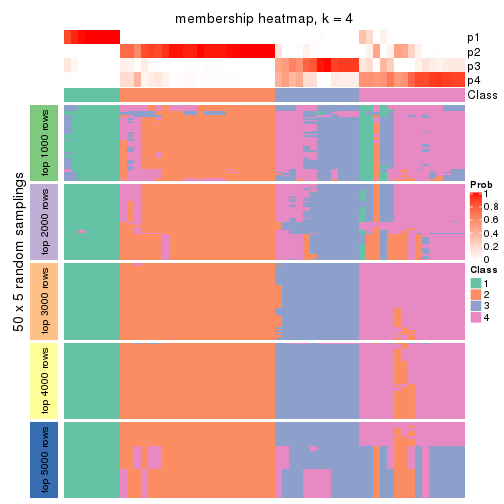 membership heatmap, k = 4
p1
p2
p3
p4
Class
50 x 5 random samplings
top 1000 rows
top 2000 rows
top 3000 rows
top 4000 rows
top 5000 rows
Prob
1
0.8
0.6
0.4
0.2
0
Class
1
2
3
4